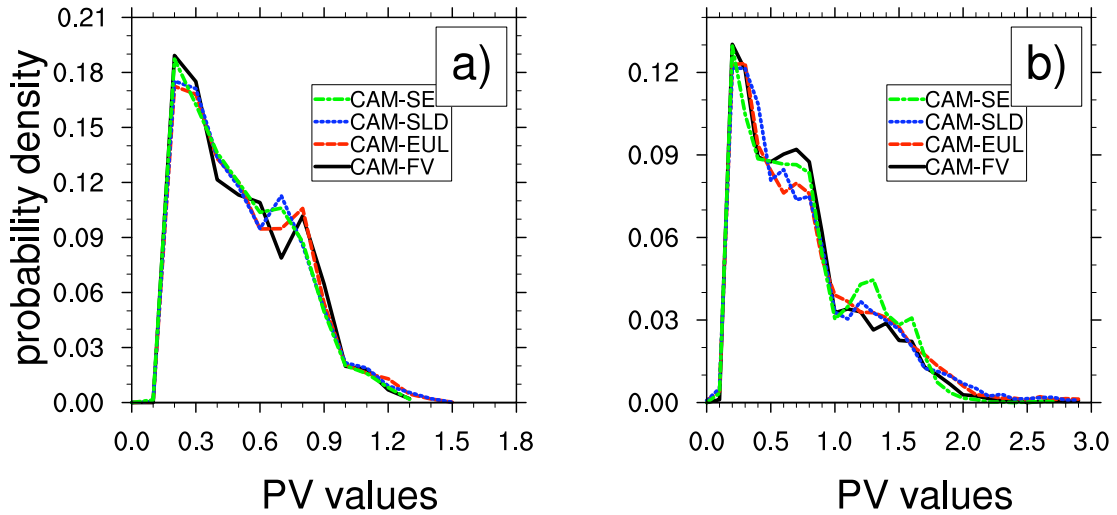 a)
CAM-SE
CAM-SLD
CAM-EUL
CAM-FV
probability density
0.21
0.18
0.15
0.12
0.09
0.06
0.03
0.00
0.0 0.3 0.6 0.9 1.2 1.5 1.8
PV values
b)
CAM-SE
CAM-SLD
CAM-EUL
CAM-FV
0.12
0.09
0.06
0.03
0.00
0.0 0.5 1.0 1.5 2.0 2.5 3.0
PV values